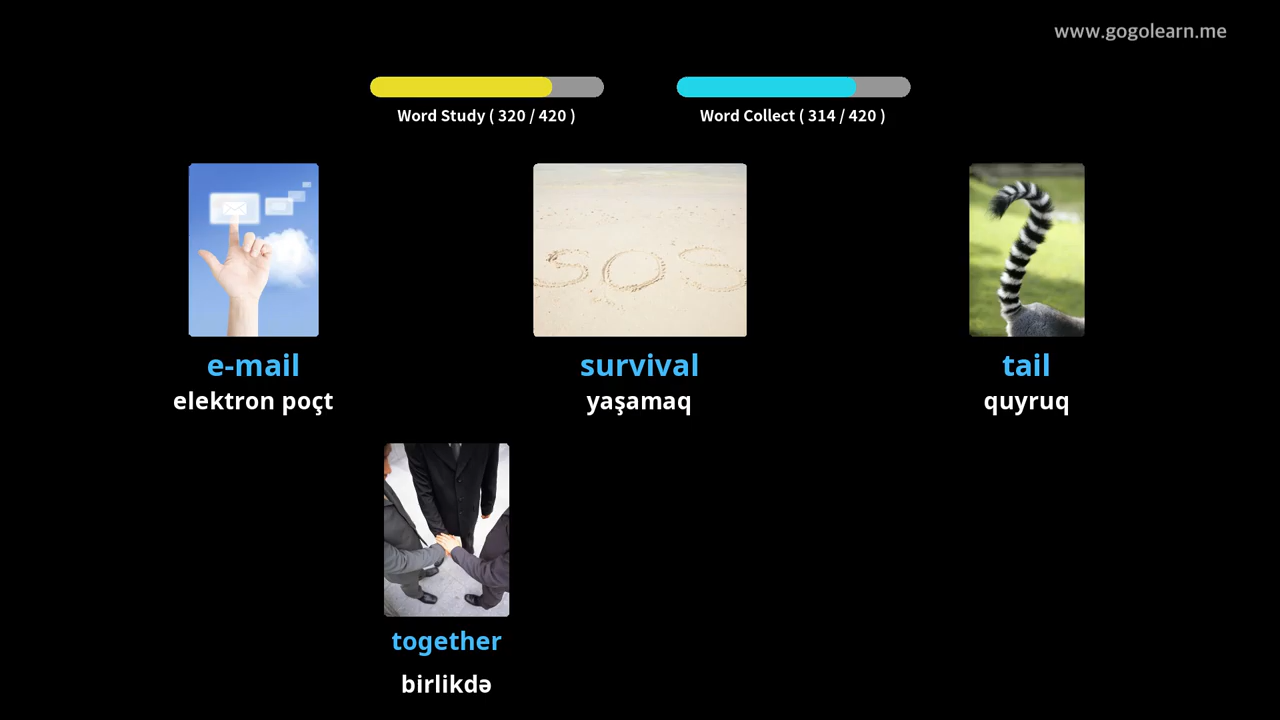 www.gogolearn.me
Word Study ( 320 / 420 )
Word Collect ( 314 / 420 )
SOS
e-mail
elektron poçt
survival
yaşamaq
tail
quyruq
together
birlikdə